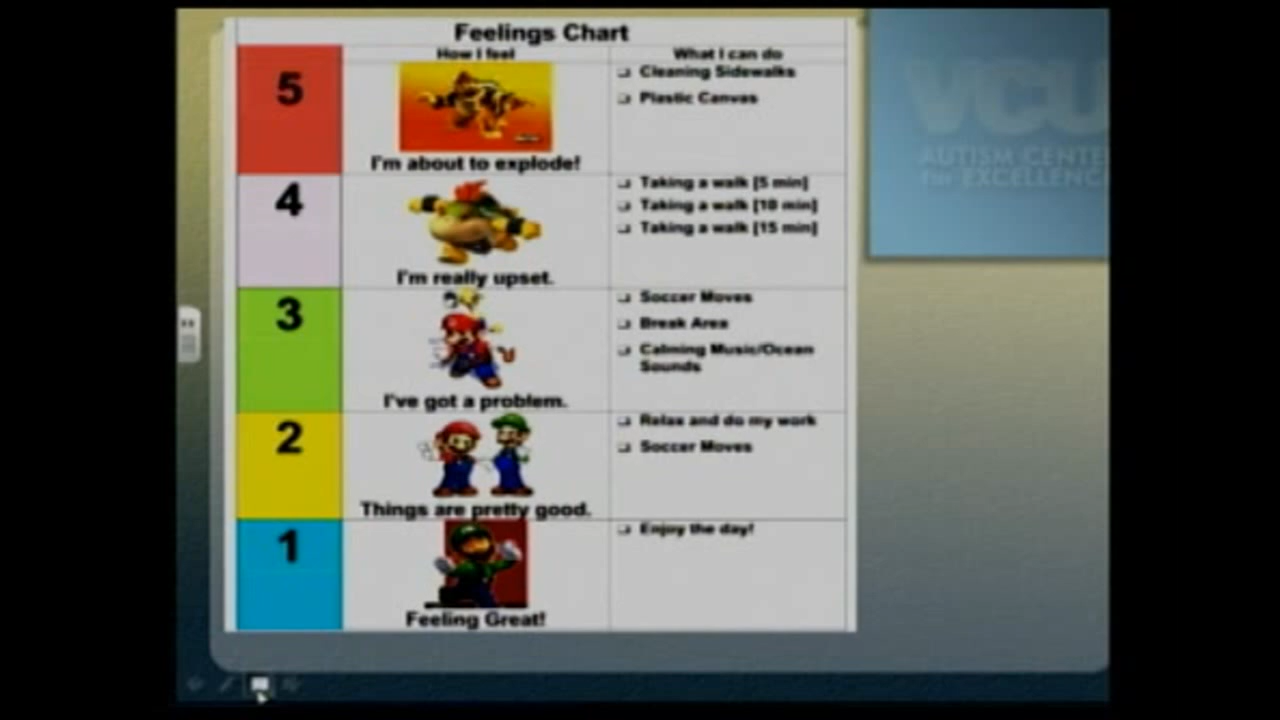 Feelings Chart
How I feel
What I can do
5
I'm about to explode!
Cleaning Sidewalks
Plastic Canvas
4
I'm really upset.
Taking a walk [5 min]
Taking a walk [10 min]
Taking a walk [15 min]
3
I've got a problem.
Soccer Moves
Break Area
Calming Music/Ocean
Sounds
2
Things are pretty good.
Relax and do my work
Soccer Moves
1
Feeling Great!
Enjoy the day!
VCU
AUTISM CENTE
for EXCELLENC